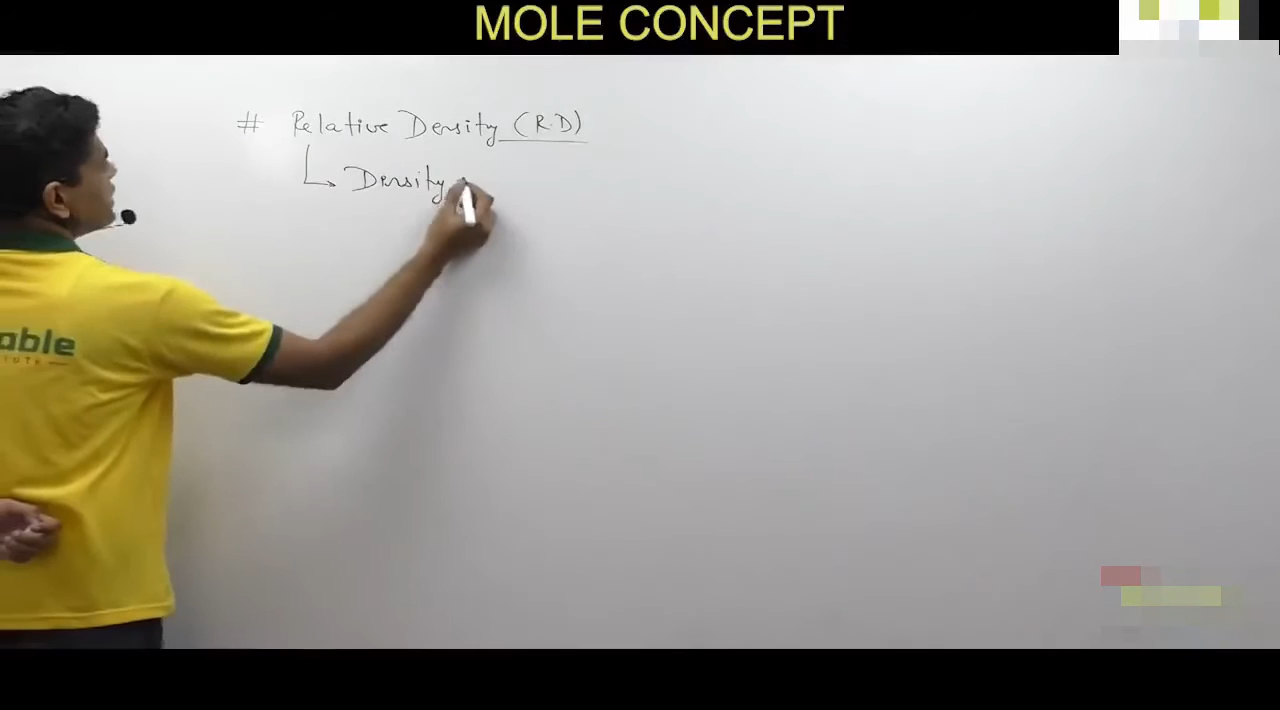 MOLE CONCEPT
# Relative Density (R.D)
↳ Density
able